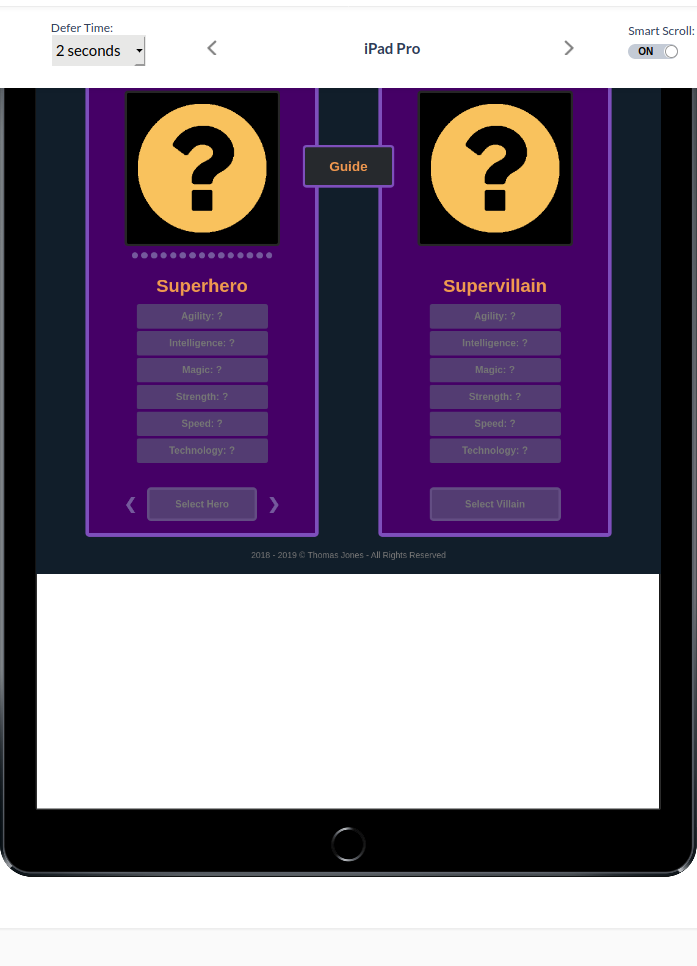 Defer Time:
2 seconds
iPad Pro
Smart Scroll:
ON
?
?
Guide
Superhero
Supervillain
Agility: ?
Agility: ?
Intelligence: ?
Intelligence: ?
Magic: ?
Magic: ?
Strength: ?
Strength: ?
Speed: ?
Speed: ?
Technology: ?
Technology: ?
❮ Select Hero ❯
Select Villain
2018 - 2019 © Thomas Jones - All Rights Reserved